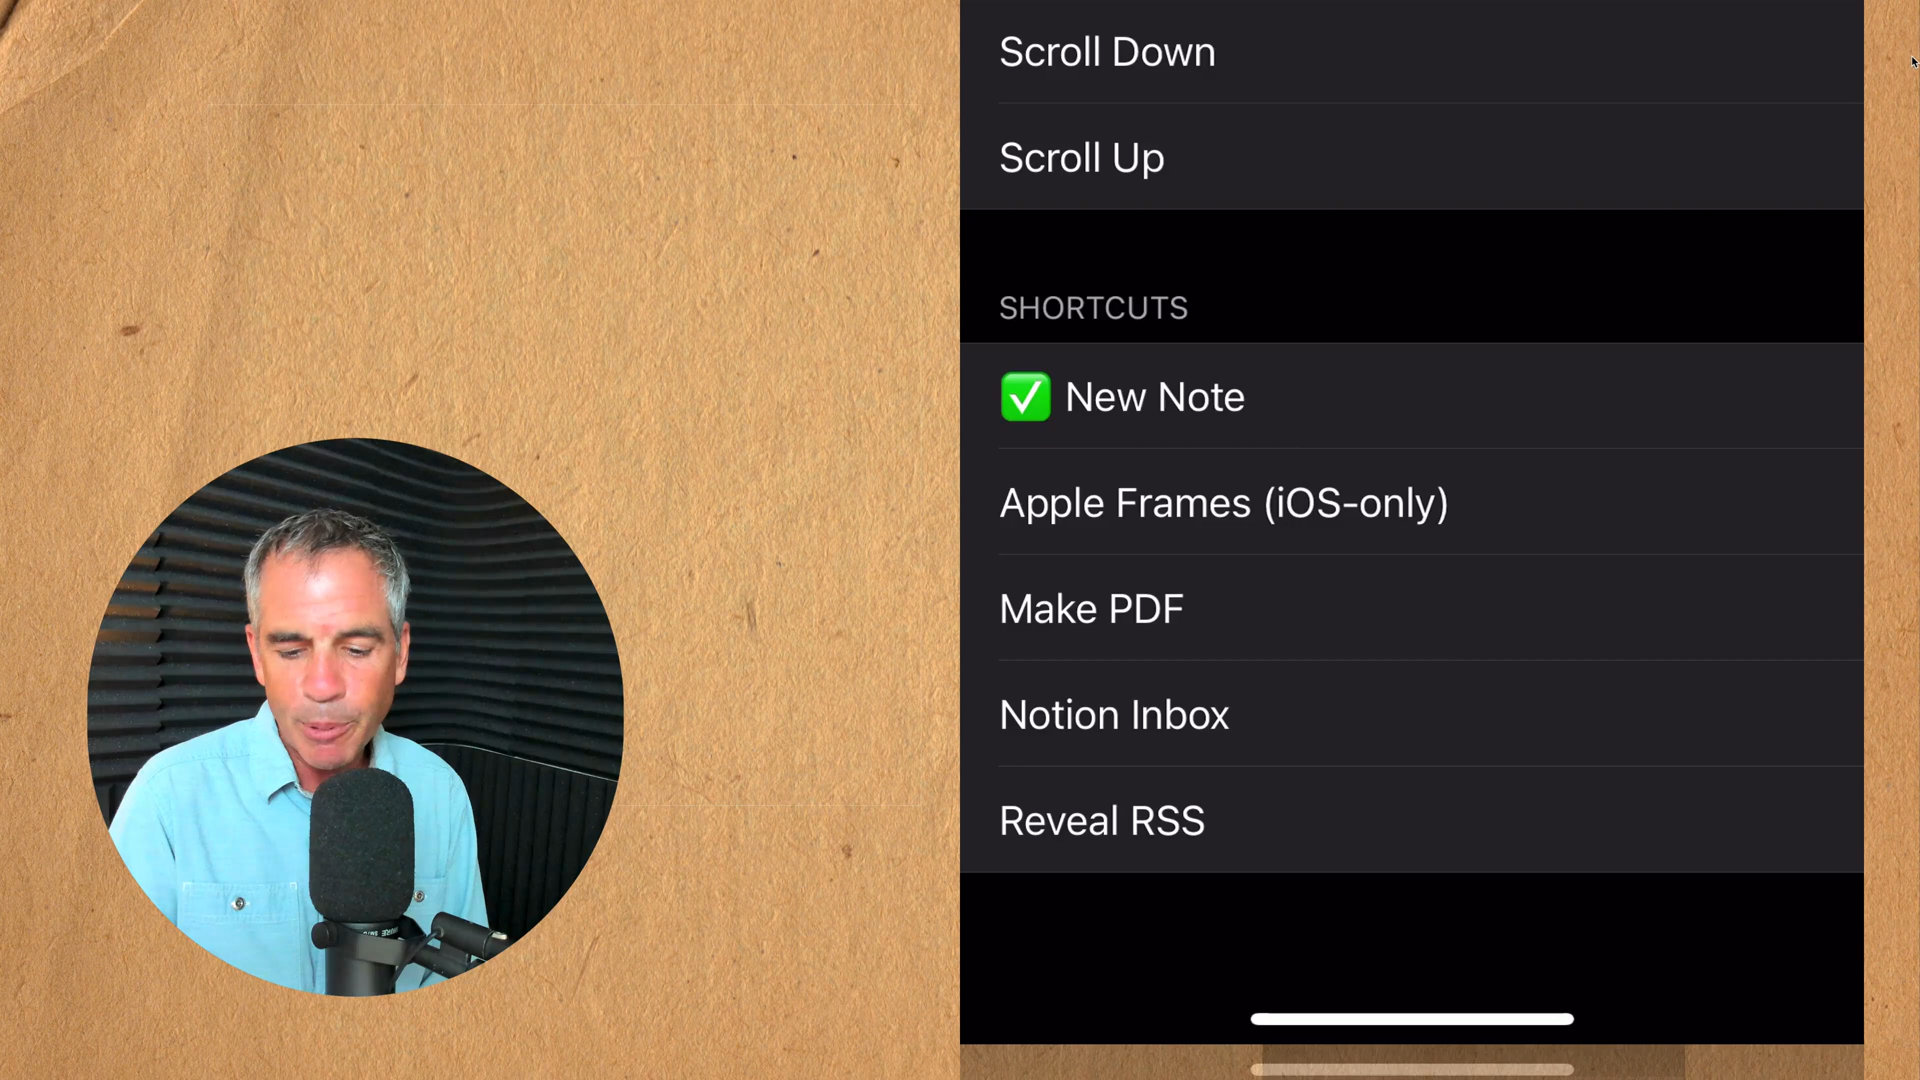 Scroll Down
Scroll Up
SHORTCUTS
✅ New Note
Apple Frames (iOS-only)
Make PDF
Notion Inbox
Reveal RSS